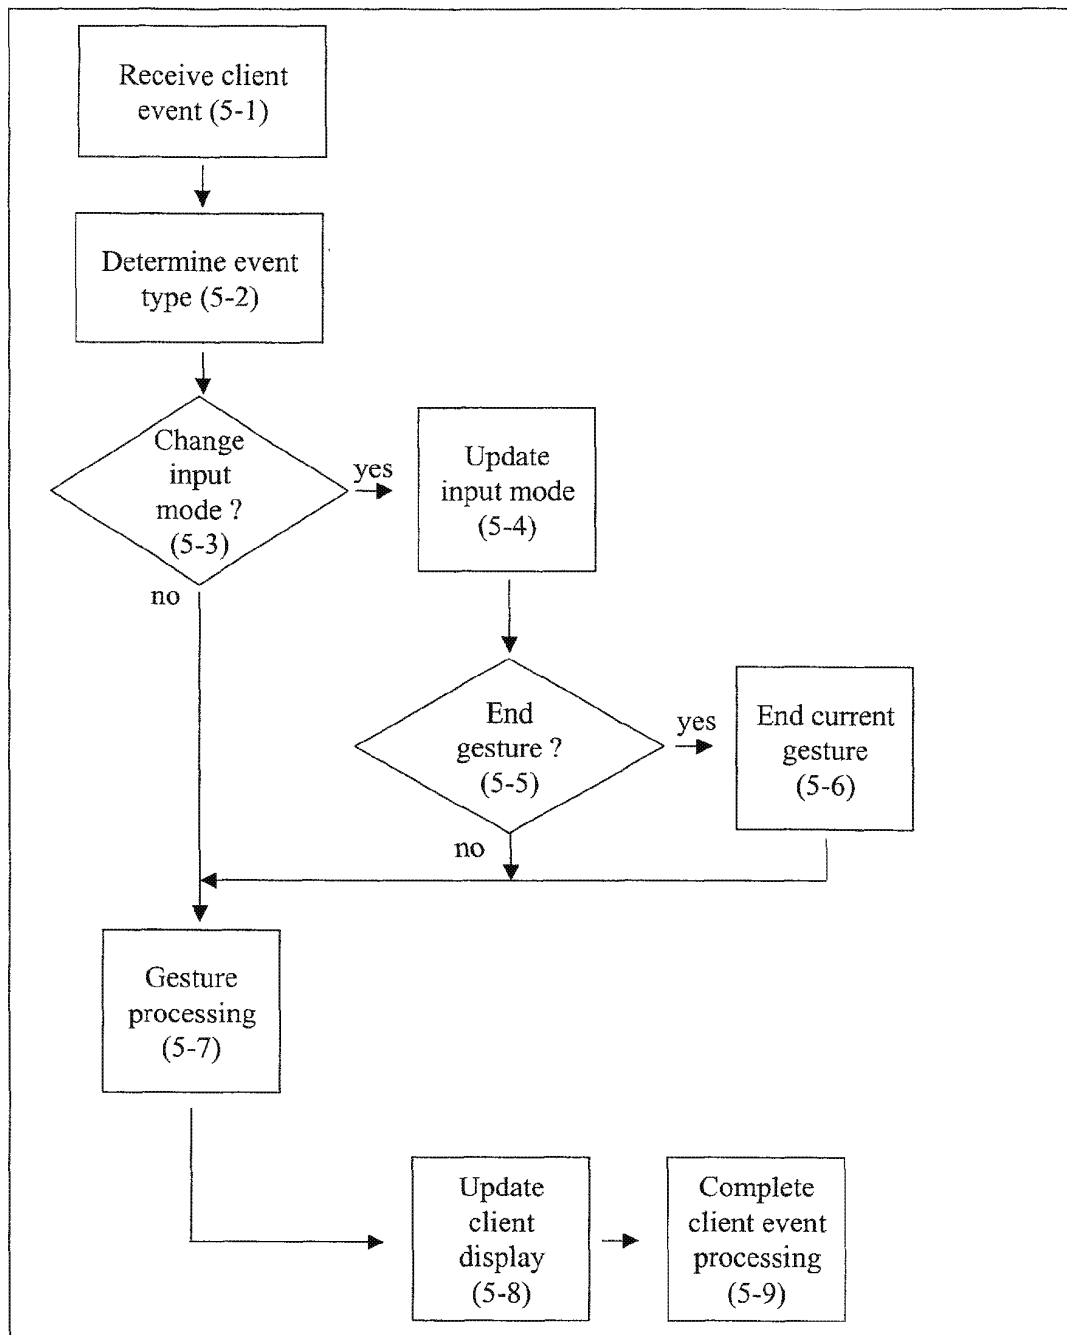 Receive client
event (5-1)
Determine event
type (5-2)
Change
input
mode ?
(5-3)
yes
no
Update
input mode
(5-4)
End
gesture ?
(5-5)
yes
no
End current
gesture
(5-6)
Gesture
processing
(5-7)
Update
client
display
(5-8)
Complete
client event
processing
(5-9)